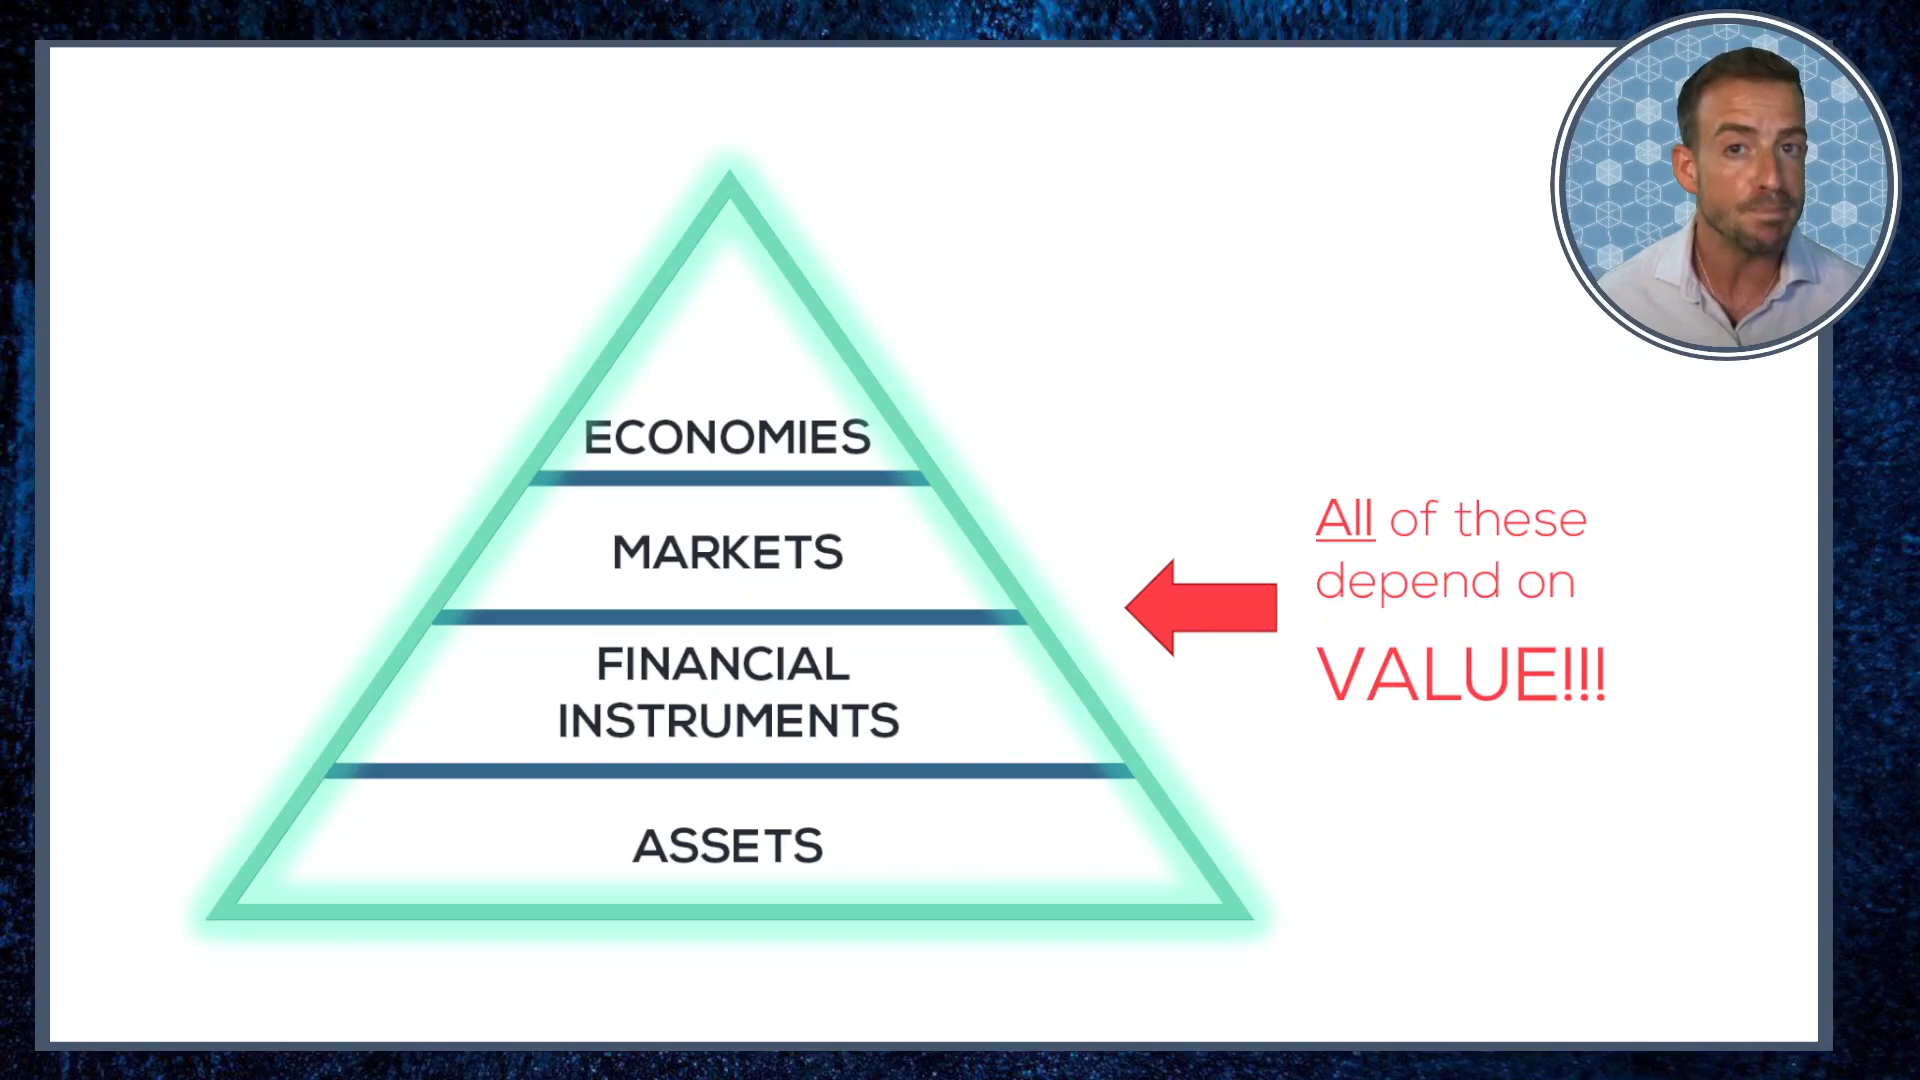 ECONOMIES
MARKETS
FINANCIAL
INSTRUMENTS
ASSETS
All of these
depend on
VALUE!!!